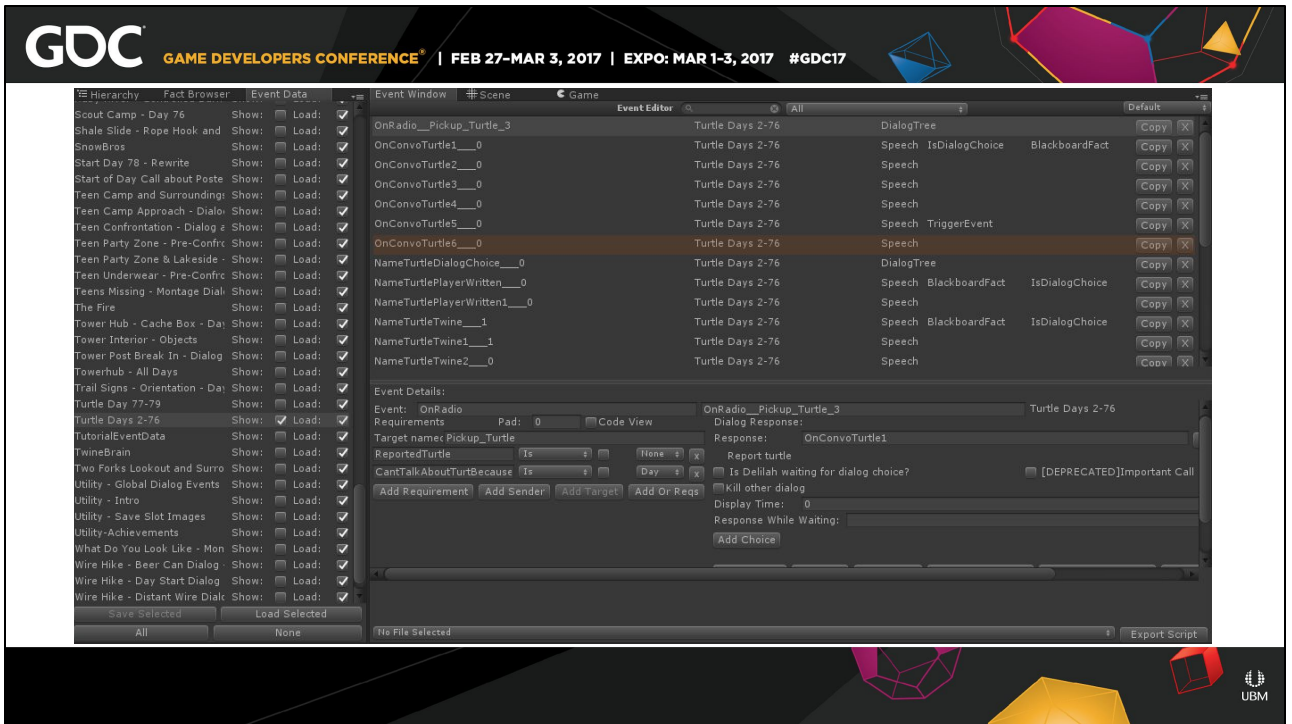 GDC GAME DEVELOPERS CONFERENCE® | FEB 27–MAR 3, 2017 | EXPO: MAR 1–3, 2017 #GDC17
Hierarchy Fact Browser Event Data
Scout Camp - Day 76 Show: Load:
Shale Slide - Rope Hook and Show: Load:
SnowBros Show: Load:
Start Day 78 - Rewrite Show: Load:
Start of Day Call about Poste Show: Load:
Teen Camp and Surroundings Show: Load:
Teen Camp Approach - Dialo Show: Load:
Teen Confrontation - Dialog a Show: Load:
Teen Party Zone - Pre-Confro Show: Load:
Teen Party Zone & Lakeside - Show: Load:
Teen Underwear - Pre-Confro Show: Load:
Teens Missing - Montage Dial Show: Load:
The Fire Show: Load:
Tower Hub - Cache Box - Day Show: Load:
Tower Interior - Objects Show: Load:
Tower Post Break In - Dialog Show: Load:
Towerhub - All Days Show: Load:
Trail Signs - Orientation - Day Show: Load:
Turtle Day 77-79 Show: Load:
Turtle Days 2-76 Show: Load:
TutorialEventData Show: Load:
TwineBrain Show: Load:
Two Forks Lookout and Surro Show: Load:
Utility - Global Dialog Events Show: Load:
Utility - Intro Show: Load:
Utility - Save Slot Images Show: Load:
Utility-Achievements Show: Load:
What Do You Look Like - Mon Show: Load:
Wire Hike - Beer Can Dialog - Show: Load:
Wire Hike - Day Start Dialog Show: Load:
Wire Hike - Distant Wire Dialo Show: Load:
Save Selected Load Selected
All None
Event Window Scene Game
Event Editor All Default
OnRadio__Pickup_Turtle_3 Turtle Days 2-76 DialogTree Copy X
OnConvoTurtle1___0 Turtle Days 2-76 Speech IsDialogChoice BlackboardFact Copy X
OnConvoTurtle2___0 Turtle Days 2-76 Speech Copy X
OnConvoTurtle3___0 Turtle Days 2-76 Speech Copy X
OnConvoTurtle4___0 Turtle Days 2-76 Speech Copy X
OnConvoTurtle5___0 Turtle Days 2-76 Speech TriggerEvent Copy X
OnConvoTurtle6___0 Turtle Days 2-76 Speech Copy X
NameTurtleDialogChoice___0 Turtle Days 2-76 DialogTree Copy X
NameTurtlePlayerWritten___0 Turtle Days 2-76 Speech BlackboardFact IsDialogChoice Copy X
NameTurtlePlayerWritten1___0 Turtle Days 2-76 Speech Copy X
NameTurtleTwine___1 Turtle Days 2-76 Speech BlackboardFact IsDialogChoice Copy X
NameTurtleTwine1___1 Turtle Days 2-76 Speech Copy X
NameTurtleTwine2___0 Turtle Days 2-76 Speech Copy X
Event Details:
Event: OnRadio OnRadio__Pickup_Turtle_3 Turtle Days 2-76
Requirements Pad: 0 Code View Dialog Response:
Target name: Pickup_Turtle Response: OnConvoTurtle1
ReportedTurtle Is None x Report turtle
CantTalkAboutTurtBecause Is Day x Is Delilah waiting for dialog choice? [DEPRECATED]Important Call
Add Requirement Add Sender Add Target Add Or Reqs Kill other dialog
Display Time: 0
Response While Waiting:
Add Choice
No File Selected Export Script
UBM